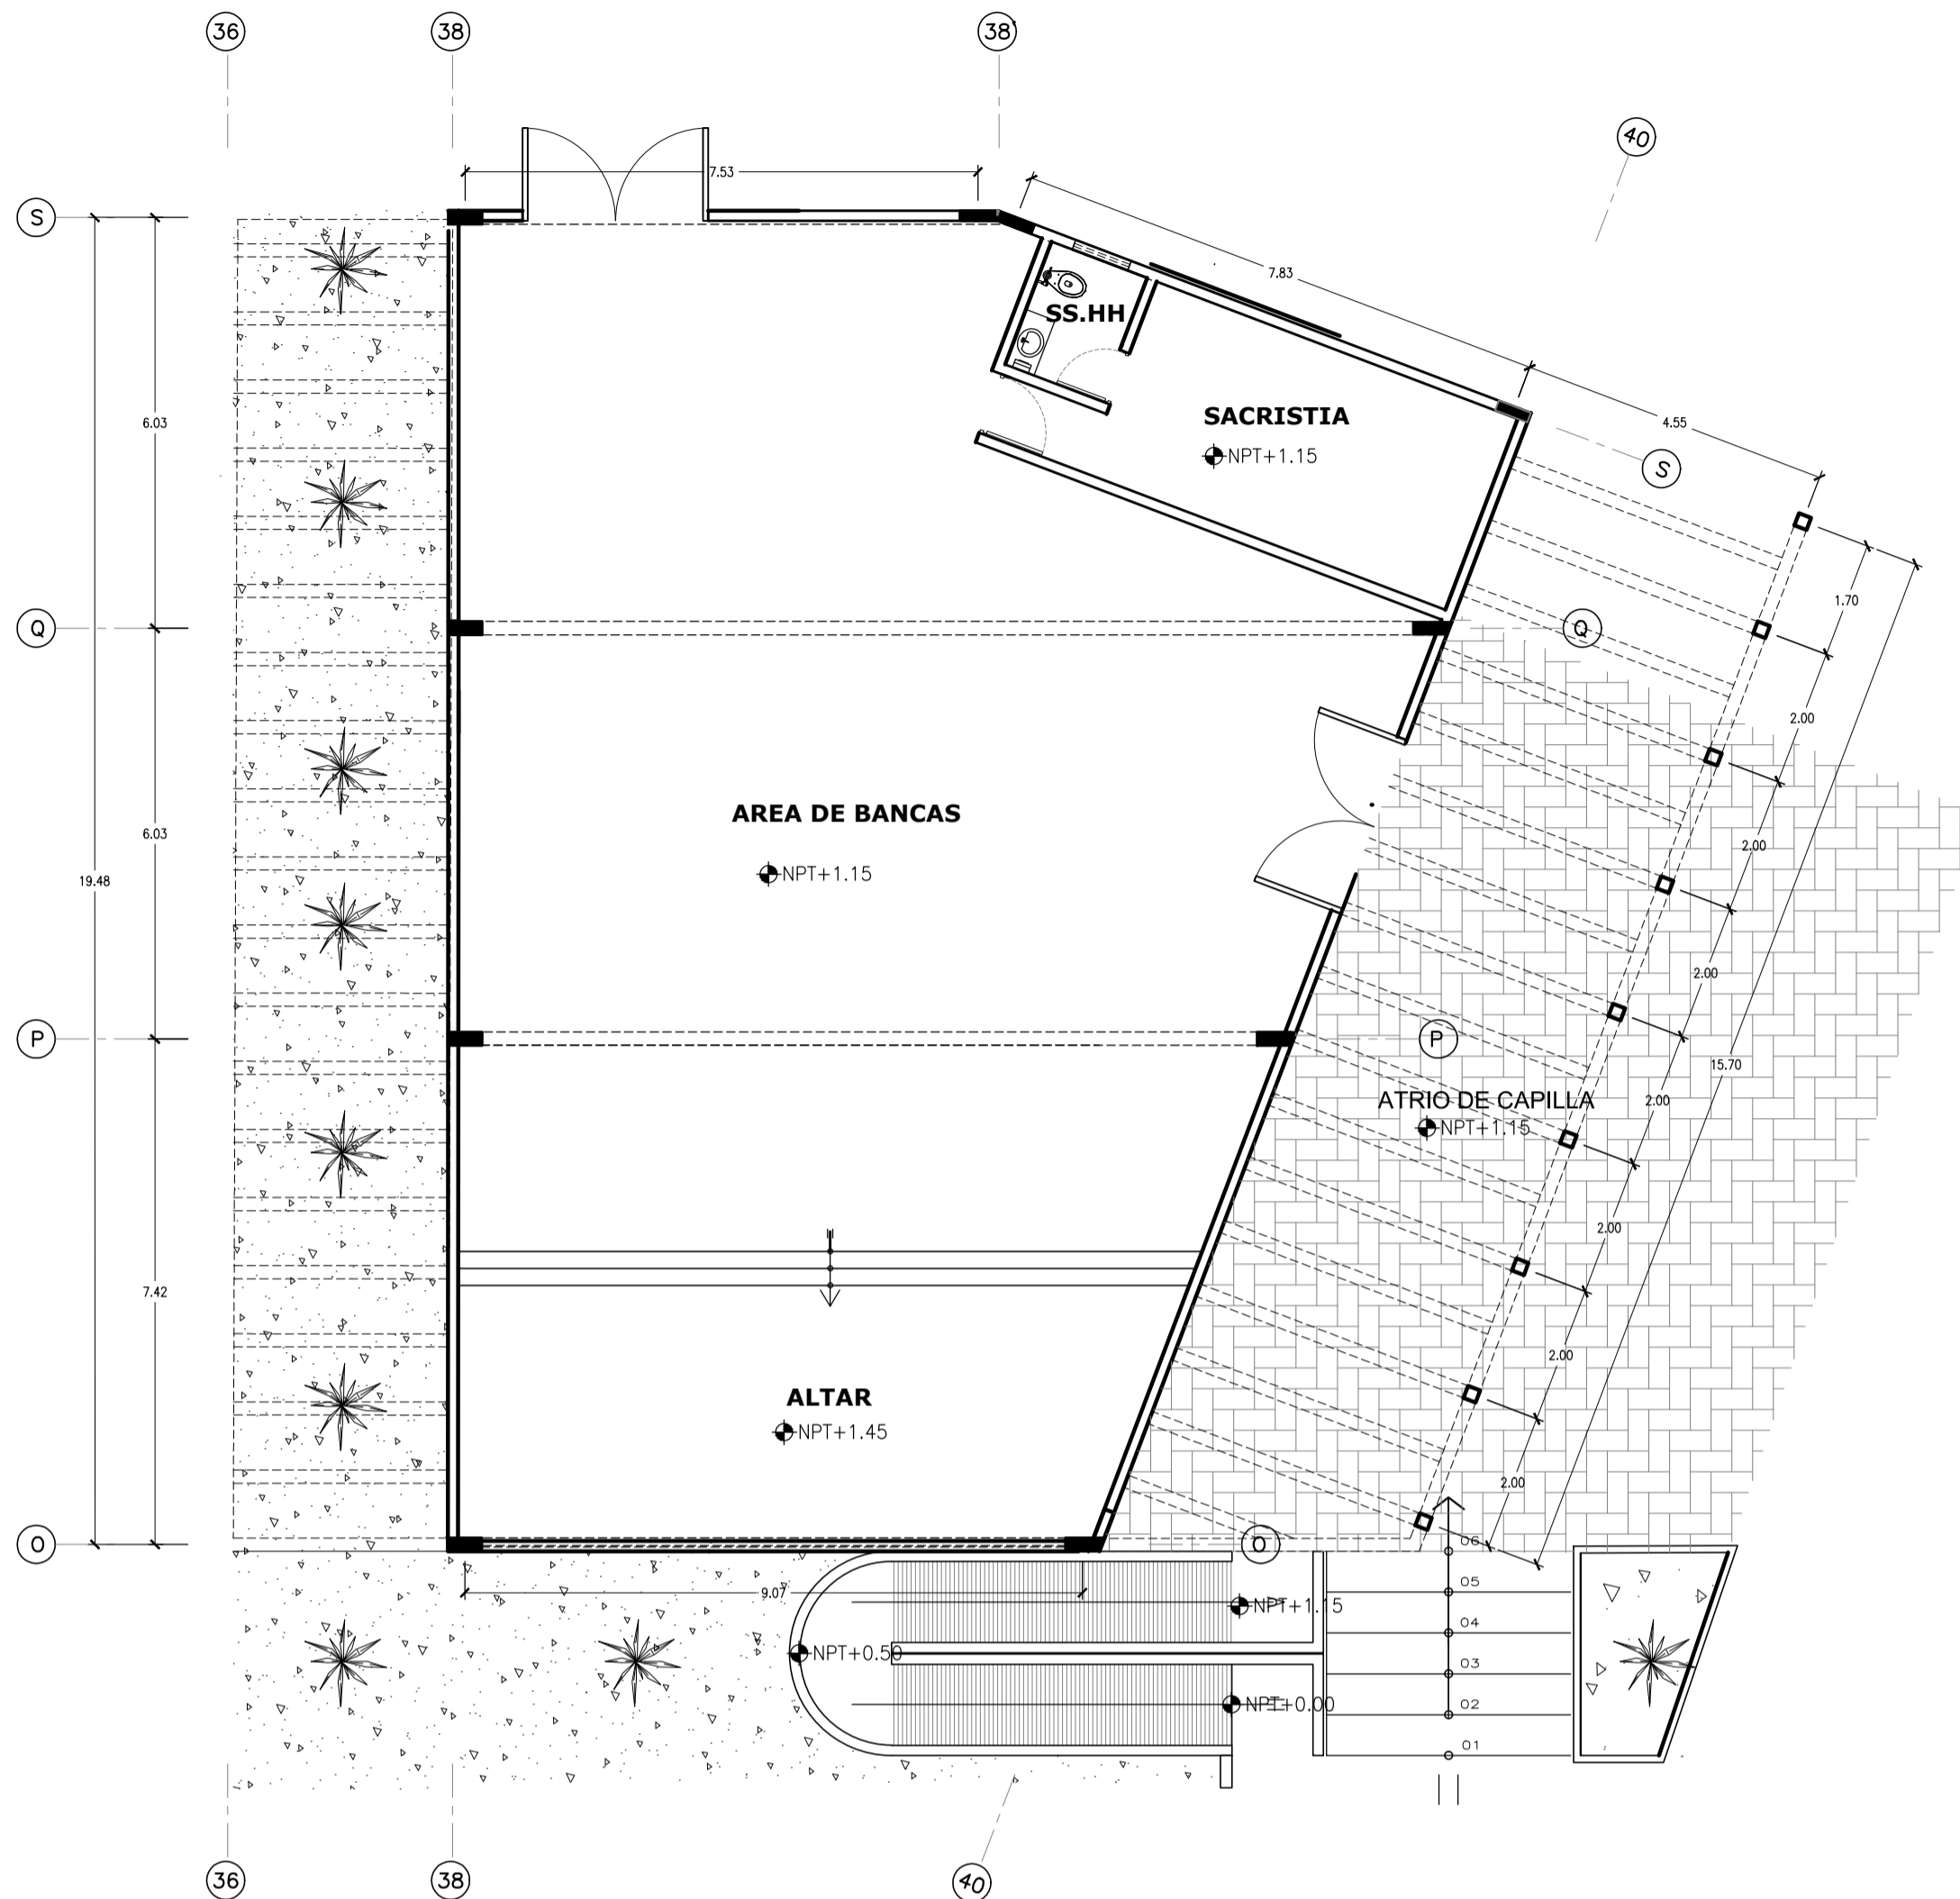 36
38
38'
40
S
7.53
7.83
SS.HH
SACRISTIA
NPT+1.15
4.55
S
6.03
Q
Q
1.70
2.00
AREA DE BANCAS
NPT+1.15
6.03
19.48
2.00
2.00
P
P
15.70
ATRIO DE CAPILLA
NPT+1.15
2.00
2.00
7.42
2.00
ALTAR
NPT+1.45
2.00
O
O
06
05
9.07
NPT+1.15
04
NPT+0.50
03
NPT+0.00
02
01
36
38
40